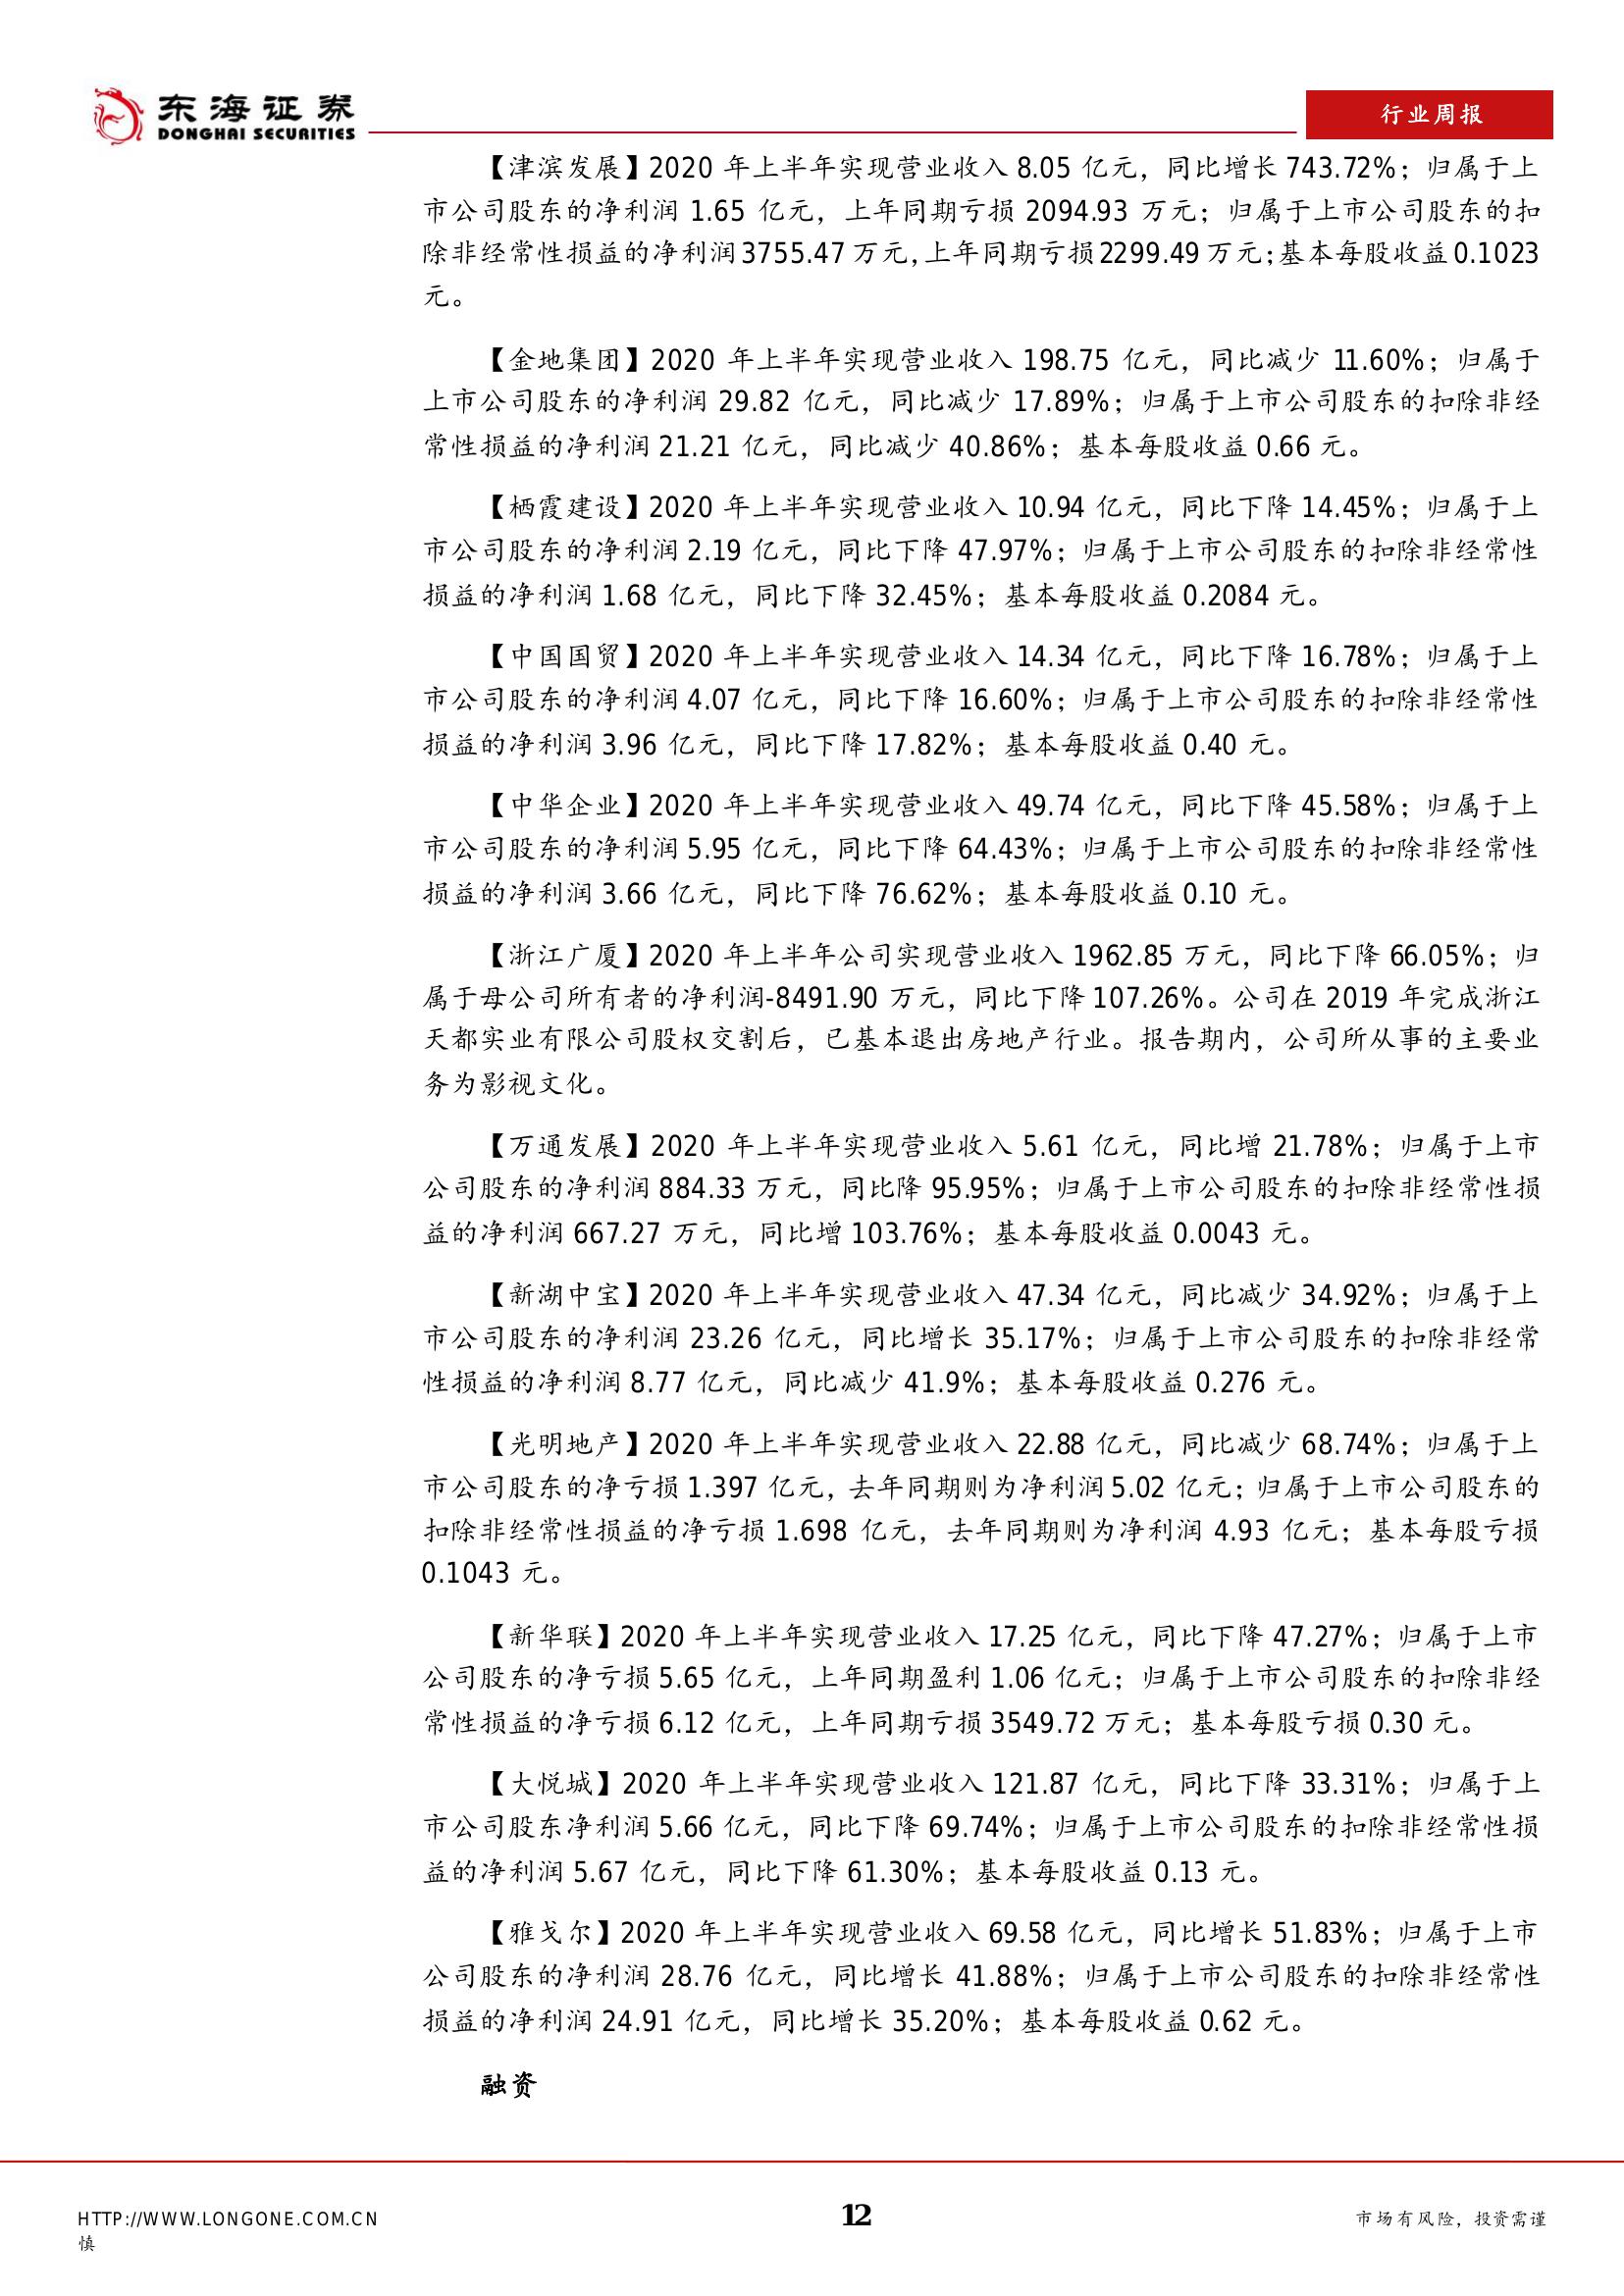 东海证券
DONGHAI SECURITIES
行业周报
【津滨发展】2020 年上半年实现营业收入 8.05 亿元，同比增长 743.72%；归属于上
市公司股东的净利润 1.65 亿元，上年同期亏损 2094.93 万元；归属于上市公司股东的扣
除非经常性损益的净利润 3755.47 万元，上年同期亏损 2299.49 万元；基本每股收益 0.1023
元。
【金地集团】2020 年上半年实现营业收入 198.75 亿元，同比减少 11.60%；归属于
上市公司股东的净利润 29.82 亿元，同比减少 17.89%；归属于上市公司股东的扣除非经
常性损益的净利润 21.21 亿元，同比减少 40.86%；基本每股收益 0.66 元。
【栖霞建设】2020 年上半年实现营业收入 10.94 亿元，同比下降 14.45%；归属于上
市公司股东的净利润 2.19 亿元，同比下降 47.97%；归属于上市公司股东的扣除非经常性
损益的净利润 1.68 亿元，同比下降 32.45%；基本每股收益 0.2084 元。
【中国国贸】2020 年上半年实现营业收入 14.34 亿元，同比下降 16.78%；归属于上
市公司股东的净利润 4.07 亿元，同比下降 16.60%；归属于上市公司股东的扣除非经常性
损益的净利润 3.96 亿元，同比下降 17.82%；基本每股收益 0.40 元。
【中华企业】2020 年上半年实现营业收入 49.74 亿元，同比下降 45.58%；归属于上
市公司股东的净利润 5.95 亿元，同比下降 64.43%；归属于上市公司股东的扣除非经常性
损益的净利润 3.66 亿元，同比下降 76.62%；基本每股收益 0.10 元。
【浙江广厦】2020 年上半年公司实现营业收入 1962.85 万元，同比下降 66.05%；归
属于母公司所有者的净利润-8491.90 万元，同比下降 107.26%。公司在 2019 年完成浙江
天都实业有限公司股权交割后，已基本退出房地产行业。报告期内，公司所从事的主要业
务为影视文化。
【万通发展】2020 年上半年实现营业收入 5.61 亿元，同比增 21.78%；归属于上市
公司股东的净利润 884.33 万元，同比降 95.95%；归属于上市公司股东的扣除非经常性损
益的净利润 667.27 万元，同比增 103.76%；基本每股收益 0.0043 元。
【新湖中宝】2020 年上半年实现营业收入 47.34 亿元，同比减少 34.92%；归属于上
市公司股东的净利润 23.26 亿元，同比增长 35.17%；归属于上市公司股东的扣除非经常
性损益的净利润 8.77 亿元，同比减少 41.9%；基本每股收益 0.276 元。
【光明地产】2020 年上半年实现营业收入 22.88 亿元，同比减少 68.74%；归属于上
市公司股东的净亏损 1.397 亿元，去年同期则为净利润 5.02 亿元；归属于上市公司股东的
扣除非经常性损益的净亏损 1.698 亿元，去年同期则为净利润 4.93 亿元；基本每股亏损
0.1043 元。
【新华联】2020 年上半年实现营业收入 17.25 亿元，同比下降 47.27%；归属于上市
公司股东的净亏损 5.65 亿元，上年同期盈利 1.06 亿元；归属于上市公司股东的扣除非经
常性损益的净亏损 6.12 亿元，上年同期亏损 3549.72 万元；基本每股亏损 0.30 元。
【大悦城】2020 年上半年实现营业收入 121.87 亿元，同比下降 33.31%；归属于上
市公司股东净利润 5.66 亿元，同比下降 69.74%；归属于上市公司股东的扣除非经常性损
益的净利润 5.67 亿元，同比下降 61.30%；基本每股收益 0.13 元。
【雅戈尔】2020 年上半年实现营业收入 69.58 亿元，同比增长 51.83%；归属于上市
公司股东的净利润 28.76 亿元，同比增长 41.88%；归属于上市公司股东的扣除非经常性
损益的净利润 24.91 亿元，同比增长 35.20%；基本每股收益 0.62 元。
融资
HTTP://WWW.LONGONE.COM.CN
12
市场有风险，投资需谨
慎